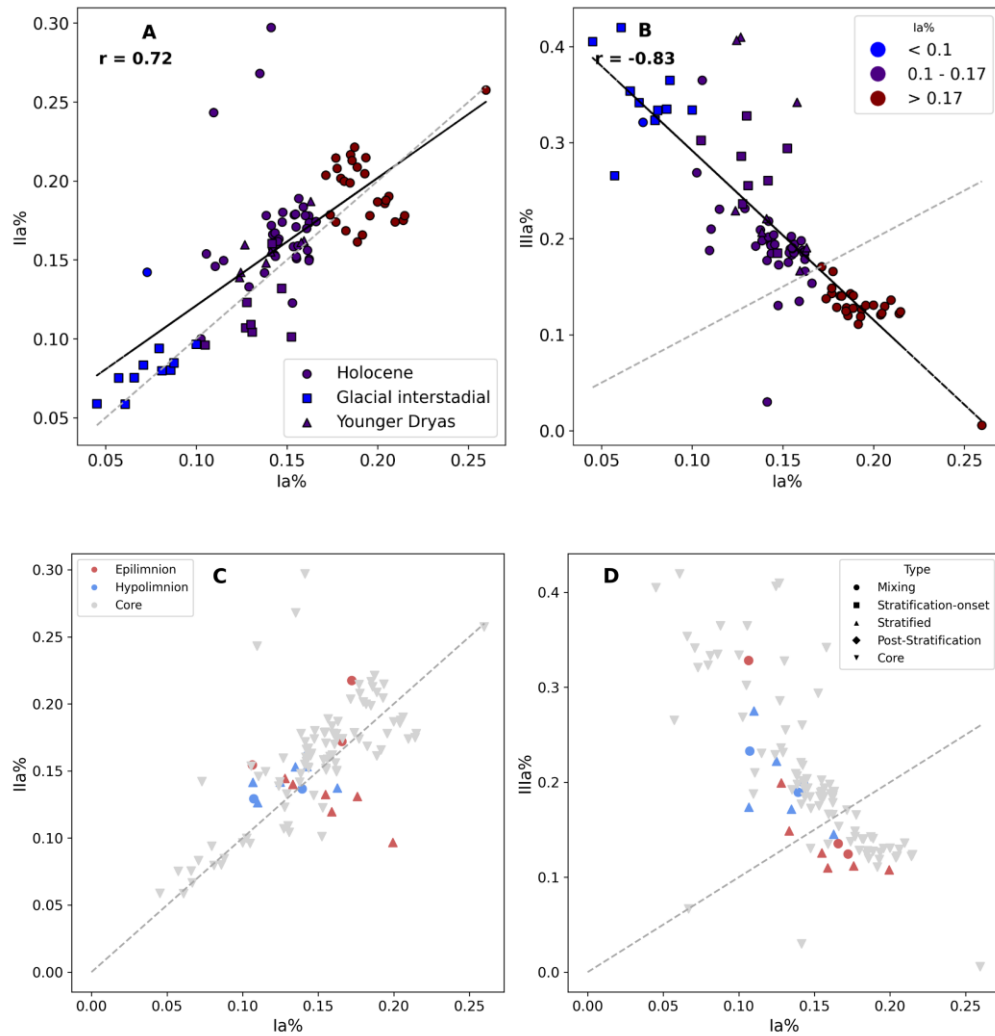 A
r = 0.72
0.30
0.25
0.20
0.15
0.10
0.05
IIa%
0.05
0.10
0.15
0.20
0.25
Ia%
Holocene
Glacial interstadial
Younger Dryas
B
r = -0.83
0.4
0.3
0.2
0.1
0.0
IIIa%
0.05
0.10
0.15
0.20
0.25
Ia%
Ia%
< 0.1
0.1 - 0.17
> 0.17
C
Epilimnion
Hypolimnion
Core
0.30
0.25
0.20
0.15
0.10
0.05
0.00
IIa%
0.00
0.05
0.10
0.15
0.20
0.25
Ia%
D
Type
Mixing
Stratification-onset
Stratified
Post-Stratification
Core
0.4
0.3
0.2
0.1
0.0
IIIa%
0.00
0.05
0.10
0.15
0.20
0.25
Ia%